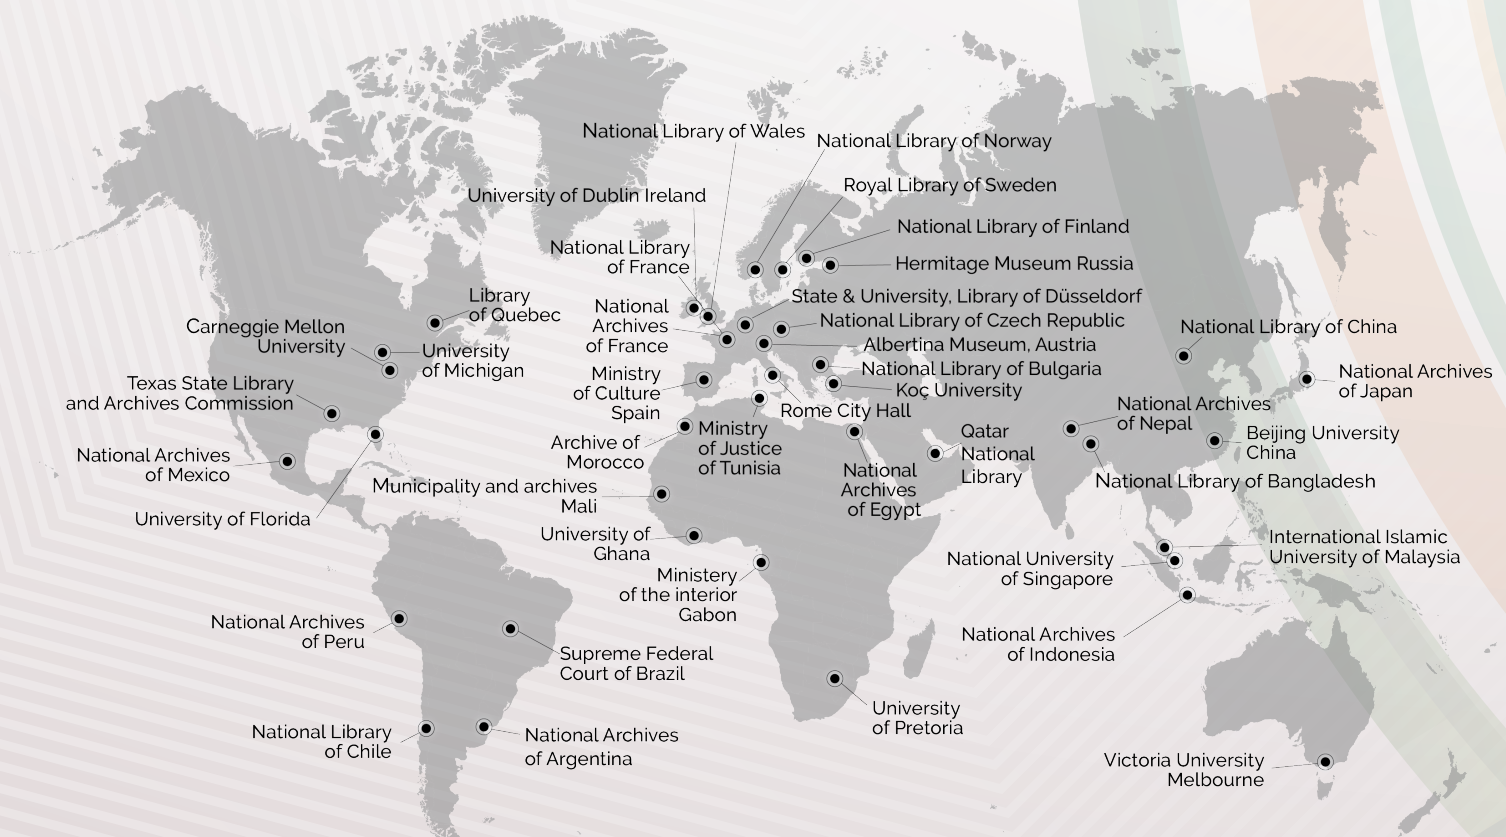 National Library of Wales
National Library of Norway
Royal Library of Sweden
University of Dublin Ireland
National Library of Finland
National Library
of France
Hermitage Museum Russia
Library
of Quebec
State & University, Library of Düsseldorf
National
Archives
of France
National Library of Czech Republic
Carneggie Mellon
University
National Library of China
University
of Michigan
Albertina Museum, Austria
National Library of Bulgaria
Ministry
of Culture
Spain
National Archives
of Japan
Texas State Library
and Archives Commission
Koç University
Rome City Hall
National Archives
of Nepal
Ministry
of Justice
of Tunisia
Qatar
National
Library
Beijing University
China
Archive of
Morocco
National Archives
of Mexico
National
Archives
of Egypt
National Library of Bangladesh
Municipality and archives
Mali
University of Florida
University of
Ghana
International Islamic
University of Malaysia
National University
of Singapore
Ministery
of the interior
Gabon
National Archives
of Peru
National Archives
of Indonesia
Supreme Federal
Court of Brazil
University
of Pretoria
National Library
of Chile
National Archives
of Argentina
Victoria University
Melbourne